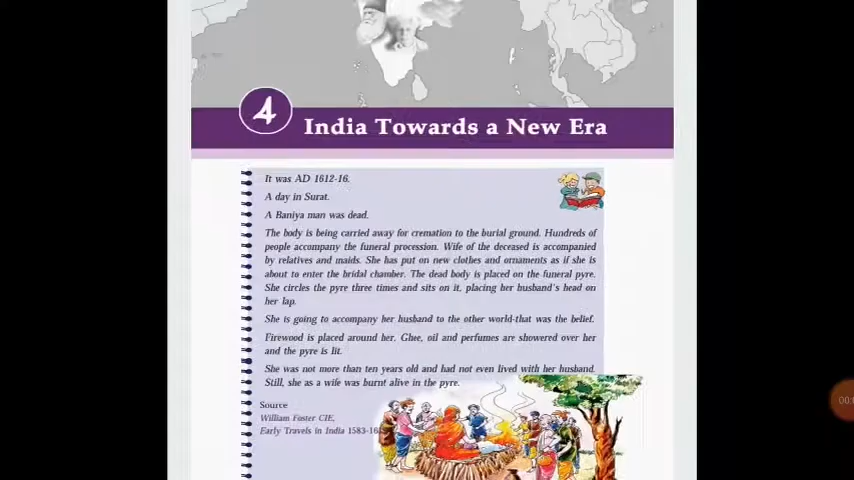 4
India Towards a New Era
It was AD 1612-16.
A day in Surat.
A Baniya man was dead.
The body is being carried away for cremation to the burial ground. Hundreds of
people accompany the funeral procession. Wife of the deceased is accompanied
by relatives and maids. She has put on new clothes and ornaments as if she is
about to enter the bridal chamber. The dead body is placed on the funeral pyre.
She circles the pyre three times and sits on it, placing her husband's head on
her lap.
She is going to accompany her husband to the other world-that was the belief.
Firewood is placed around her. Ghee, oil and perfumes are showered over her
and the pyre is lit.
She was not more than ten years old and had not even lived with her husband.
Still, she as a wife was burnt alive in the pyre.
Source
William Foster CIE,
Early Travels in India 1583-16